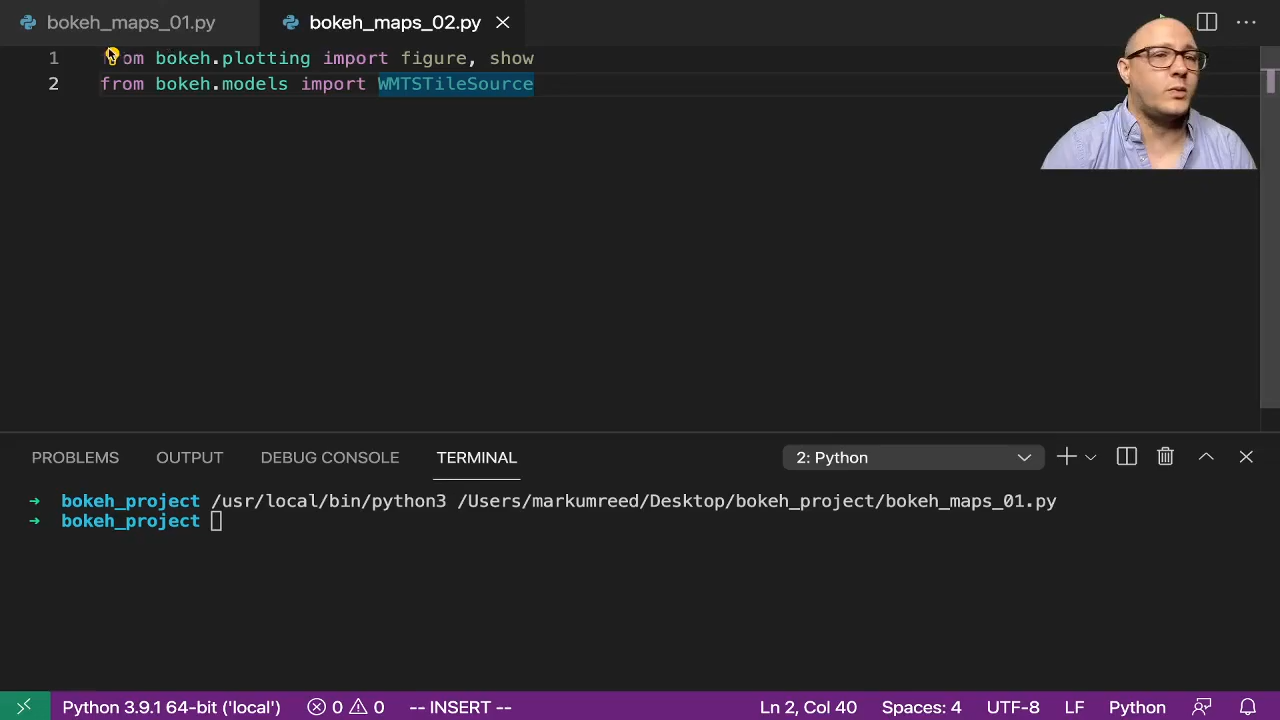 bokeh_maps_01.py
bokeh_maps_02.py
1 from bokeh.plotting import figure, show
2 from bokeh.models import WMTSTileSource
PROBLEMS OUTPUT DEBUG CONSOLE TERMINAL 2: Python
→ bokeh_project /usr/local/bin/python3 /Users/markumreed/Desktop/bokeh_project/bokeh_maps_01.py
→ bokeh_project
Python 3.9.1 64-bit ('local') 0 0 -- INSERT -- Ln 2, Col 40 Spaces: 4 UTF-8 LF Python